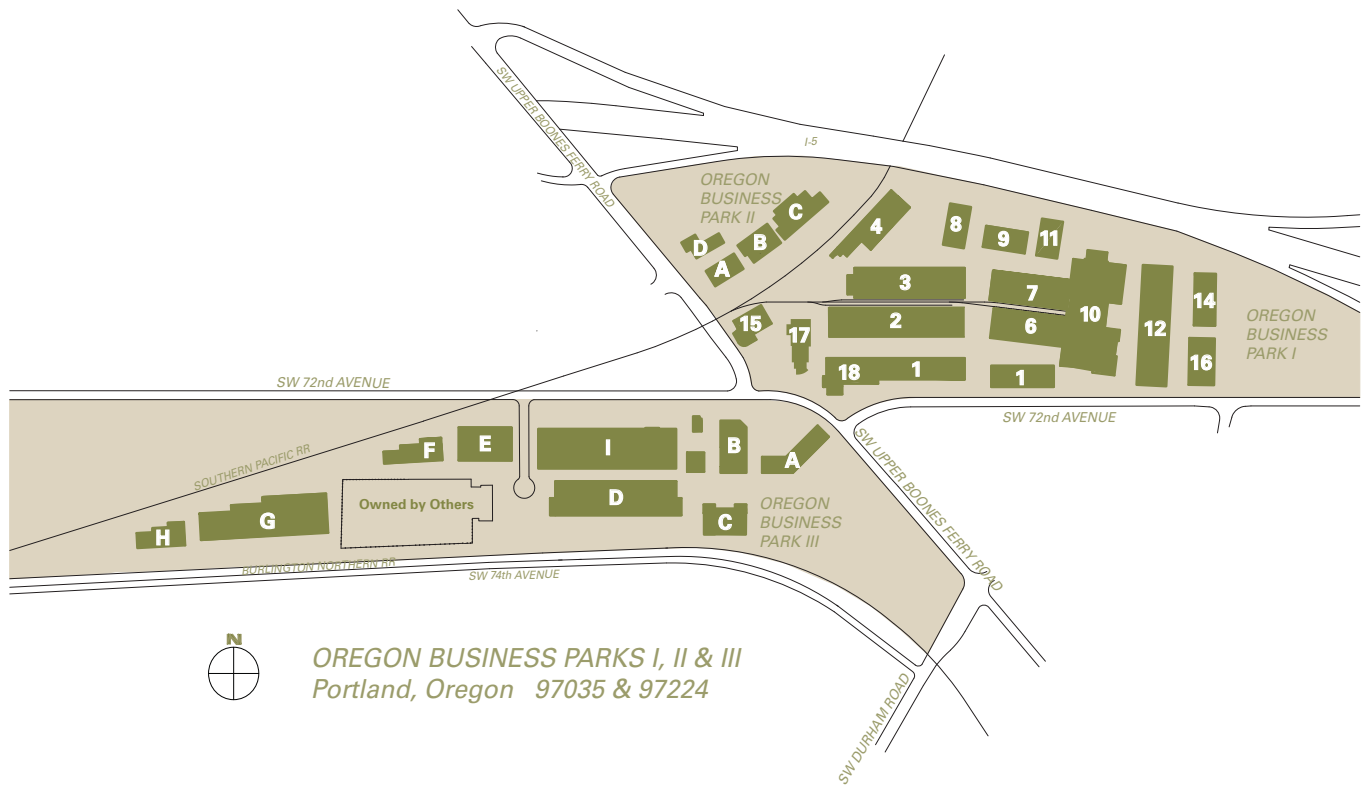 SW UPPER BOONES FERRY ROAD
I-5
OREGON
BUSINESS
PARK II
C
B
D
A
4
8
9
11
3
7
10
12
14
15
17
2
6
16
18
1
1
OREGON
BUSINESS
PARK I
SW 72nd AVENUE
SW 72nd AVENUE
SOUTHERN PACIFIC RR
F
E
I
B
A
SW UPPER BOONES FERRY ROAD
Owned by Others
D
C
G
H
OREGON
BUSINESS
PARK III
BURLINGTON NORTHERN RR
SW 74th AVENUE
N
OREGON BUSINESS PARKS I, II & III
Portland, Oregon 97035 & 97224
SW DURHAM ROAD